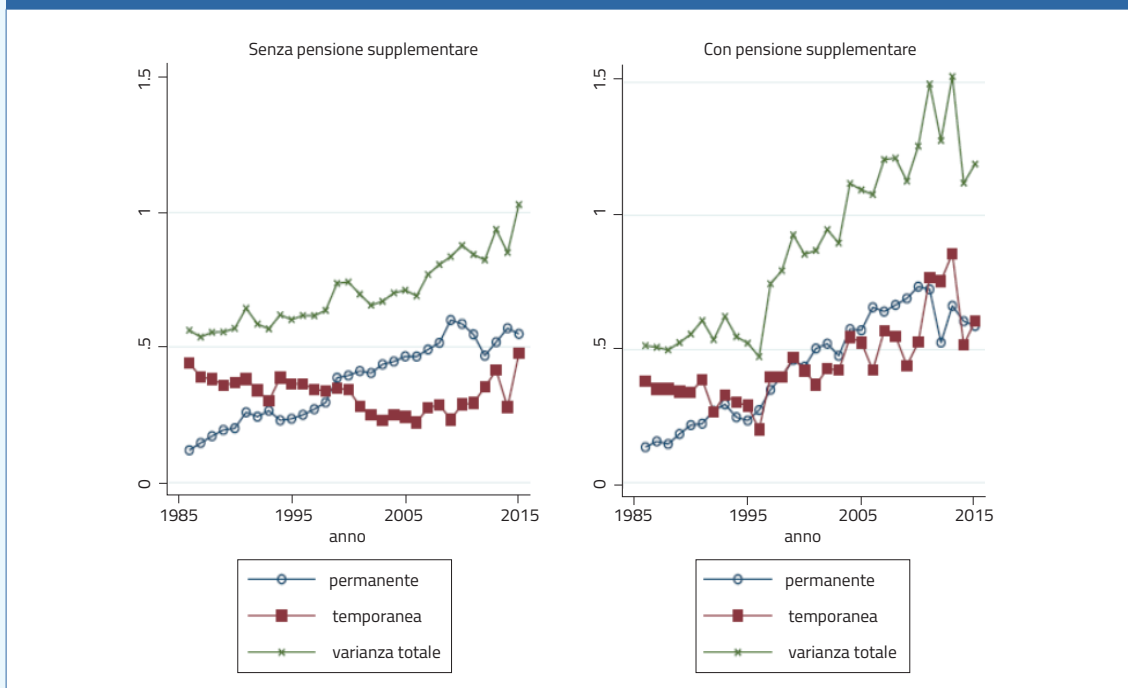 Senza pensione supplementare
1.5
1
.5
0
1985 1995 2005 2015
anno
permanente
temporanea
varianza totale
Con pensione supplementare
1.5
1
.5
0
1985 1995 2005 2015
anno
permanente
temporanea
varianza totale